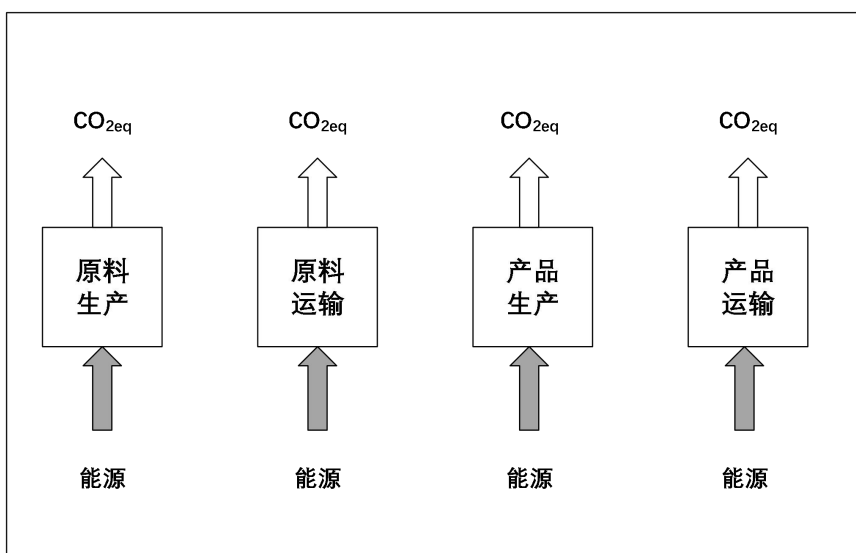 CO₂eq CO₂eq CO₂eq CO₂eq
原料 原料 产品 产品
生产 运输 生产 运输
能源 能源 能源 能源